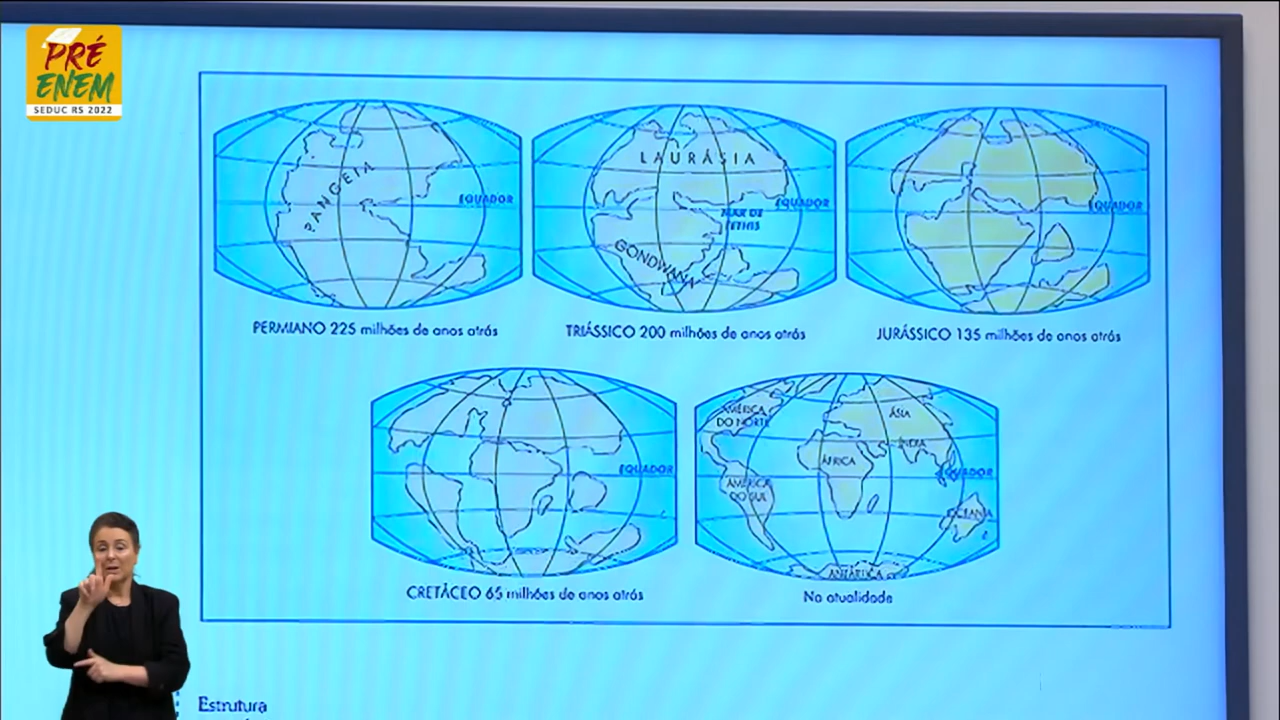 PRÉ
ENEM
SEDUC RS 2022
PANGEIA
EQUADOR
PERMIANO 225 milhões de anos atrás
LAURÁSIA
EQUADOR
MAR DE
TETHIS
GONDWANA
TRIÁSSICO 200 milhões de anos atrás
EQUADOR
JURÁSSICO 135 milhões de anos atrás
EQUADOR
CRETÁCEO 65 milhões de anos atrás
AMÉRICA
DO NORTE
ÁSIA
ÍNDIA
ÁFRICA
EQUADOR
AMÉRICA
DO SUL
OCEANIA
ANTÁRTICA
Na atualidade
Estrutura